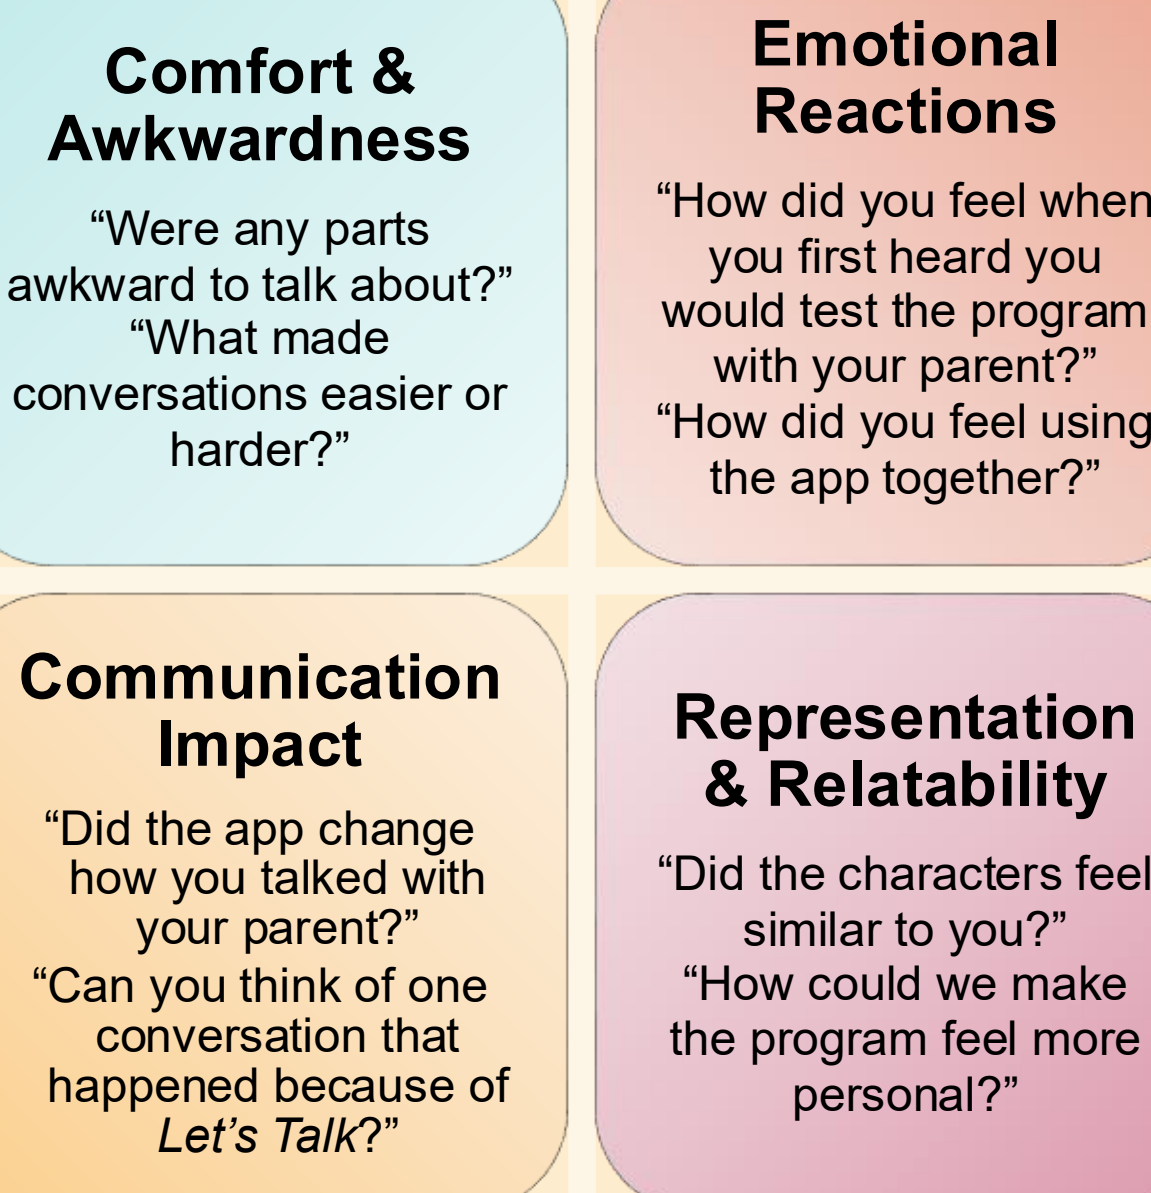 Comfort &
Awkwardness
“Were any parts
awkward to talk about?”
“What made
conversations easier or
harder?”
Emotional
Reactions
“How did you feel when
you first heard you
would test the program
with your parent?”
“How did you feel using
the app together?”
Communication
Impact
“Did the app change
how you talked with
your parent?”
“Can you think of one
conversation that
happened because of
Let’s Talk?”
Representation
& Relatability
“Did the characters feel
similar to you?”
“How could we make
the program feel more
personal?”